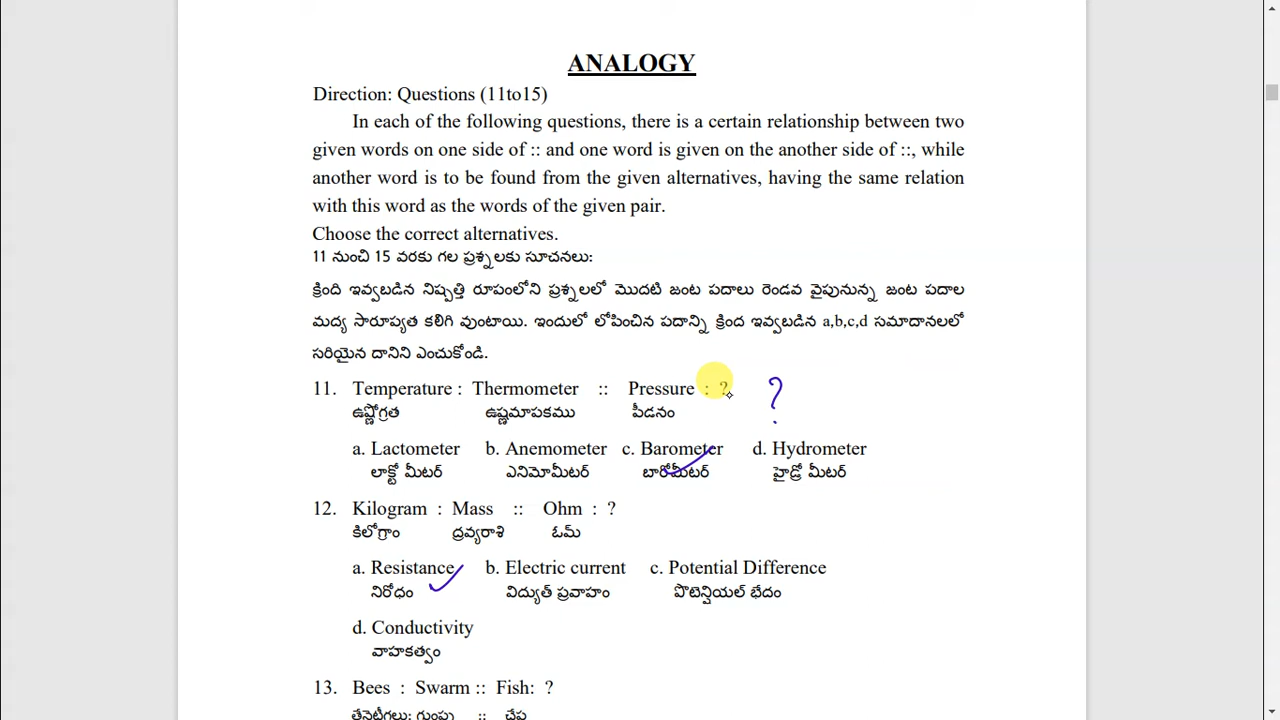 ANALOGY
Direction: Questions (11to15)
In each of the following questions, there is a certain relationship between two
given words on one side of :: and one word is given on the another side of ::, while
another word is to be found from the given alternatives, having the same relation
with this word as the words of the given pair.
Choose the correct alternatives.
11 నుంచి 15 వరకు గల ప్రశ్నలకు సూచనలు:
క్రింది ఇవ్వబడిన నిష్పత్తి రూపంలోని ప్రశ్నలలో మొదటి జంట పదాలు రెండవ వైపునున్న జంట పదాల
మద్య సారూప్యత కలిగి వుంటాయి. ఇందులో లోపించిన పదాన్ని క్రింద ఇవ్వబడిన a,b,c,d సమాదానలలో
సరియైన దానిని ఎంచుకోండి.
11. Temperature : Thermometer :: Pressure : ? ?
ఉష్ణోగ్రత ఉష్ణమాపకము పీడనం
a. Lactometer b. Anemometer c. Barometer d. Hydrometer
లాక్టో మీటర్ ఎనిమోమీటర్ బారోమీటర్ హైడ్రో మీటర్
12. Kilogram : Mass :: Ohm : ?
కిలోగ్రాం ద్రవ్యరాశి ఓమ్
a. Resistance b. Electric current c. Potential Difference
నిరోధం విద్యుత్ ప్రవాహం పొటెన్షియల్ భేదం
d. Conductivity
వాహకత్వం
13. Bees : Swarm :: Fish: ?
తేనెటీగలు: గుంపు :: చేప